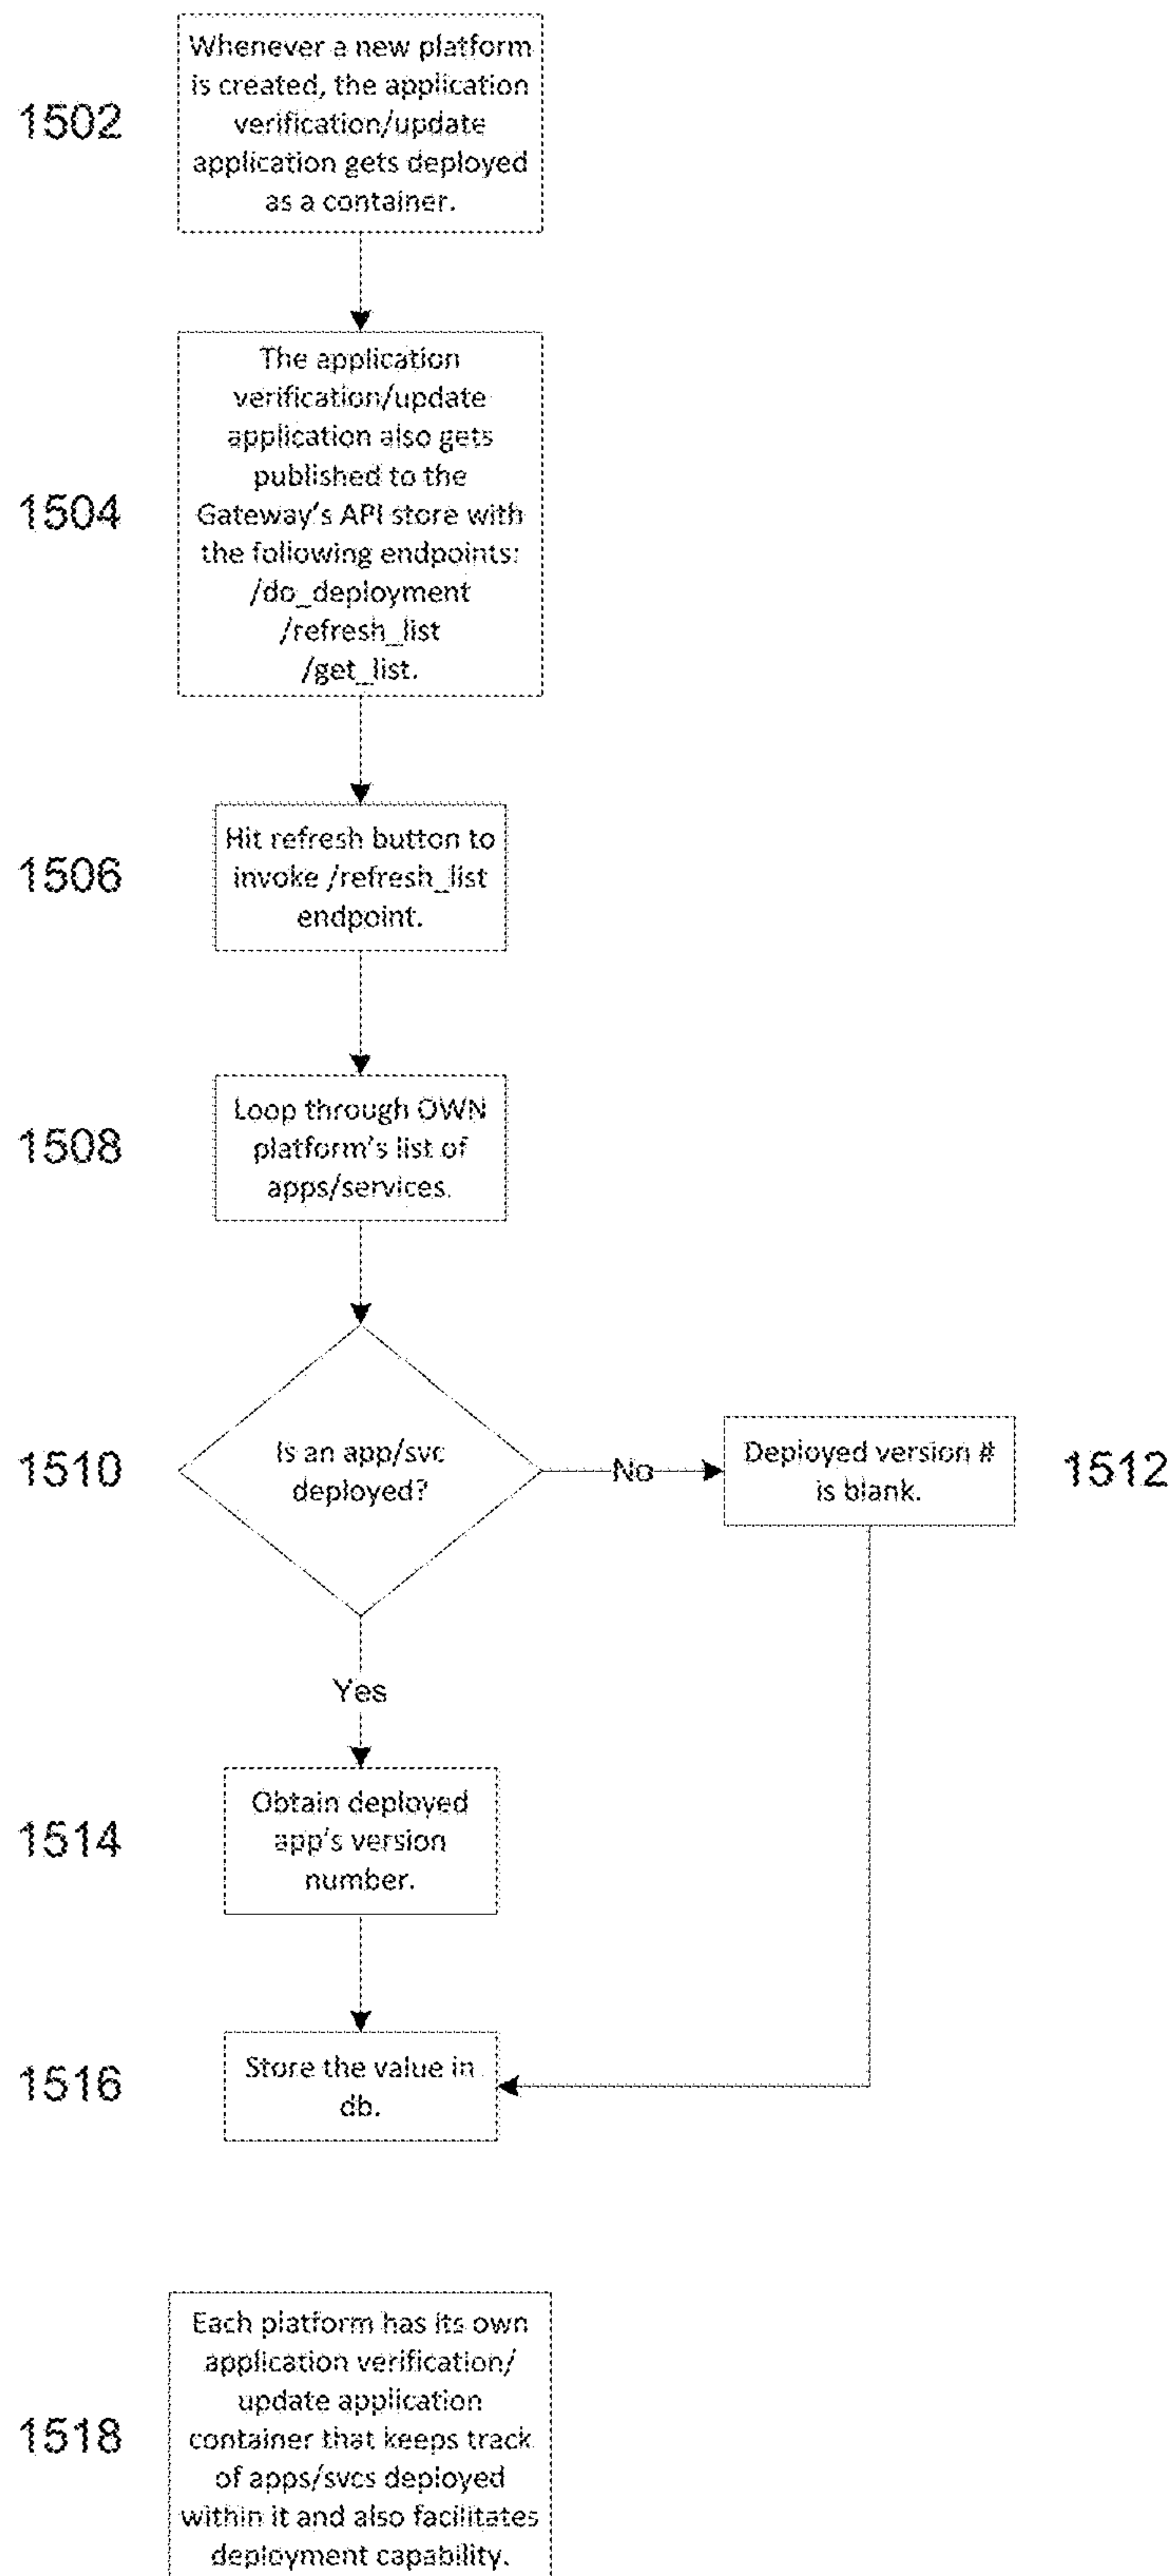 1502
Whenever a new platform
is created, the application
verification/update
application gets deployed
as a container.
1504
The application
verification/update
application also gets
published to the
Gateway's API store with
the following endpoints:
/do_deployment
/refresh_list
/get_list.
1506
Hit refresh button to
invoke /refresh_list
endpoint.
1508
Loop through OWN
platform's list of
apps/services.
1510
Is an app/svc
deployed?
No
Deployed version #
is blank.
1512
Yes
1514
Obtain deployed
app's version
number.
1516
Store the value in
db.
1518
Each platform has its own
application verification/
update application
container that keeps track
of apps/svcs deployed
within it and also facilitates
deployment capability.